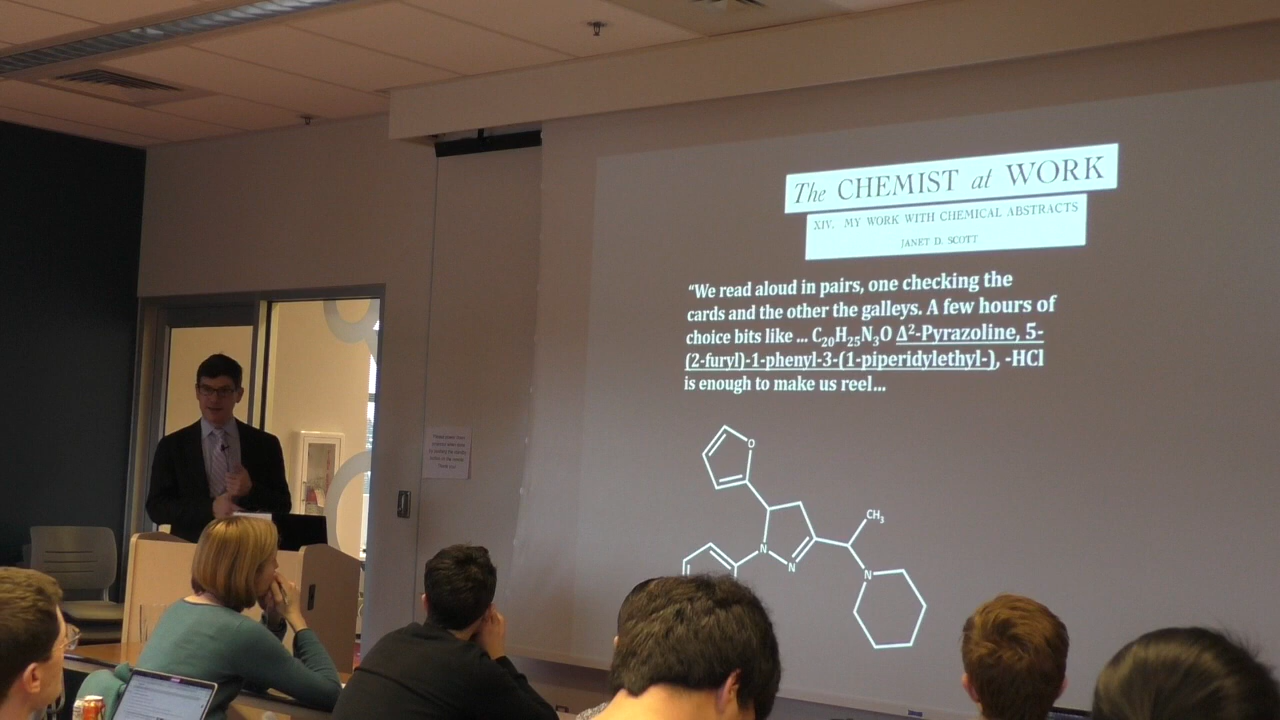 The CHEMIST at WORK
XIV. MY WORK WITH CHEMICAL ABSTRACTS
JANET D. SCOTT
“We read aloud in pairs, one checking the
cards and the other the galleys. A few hours of
choice bits like ... C₂₀H₂₅N₃O Δ²-Pyrazoline, 5-
(2-furyl)-1-phenyl-3-(1-piperidylethyl-), -HCl
is enough to make us reel...
O
CH₃
N
N
N